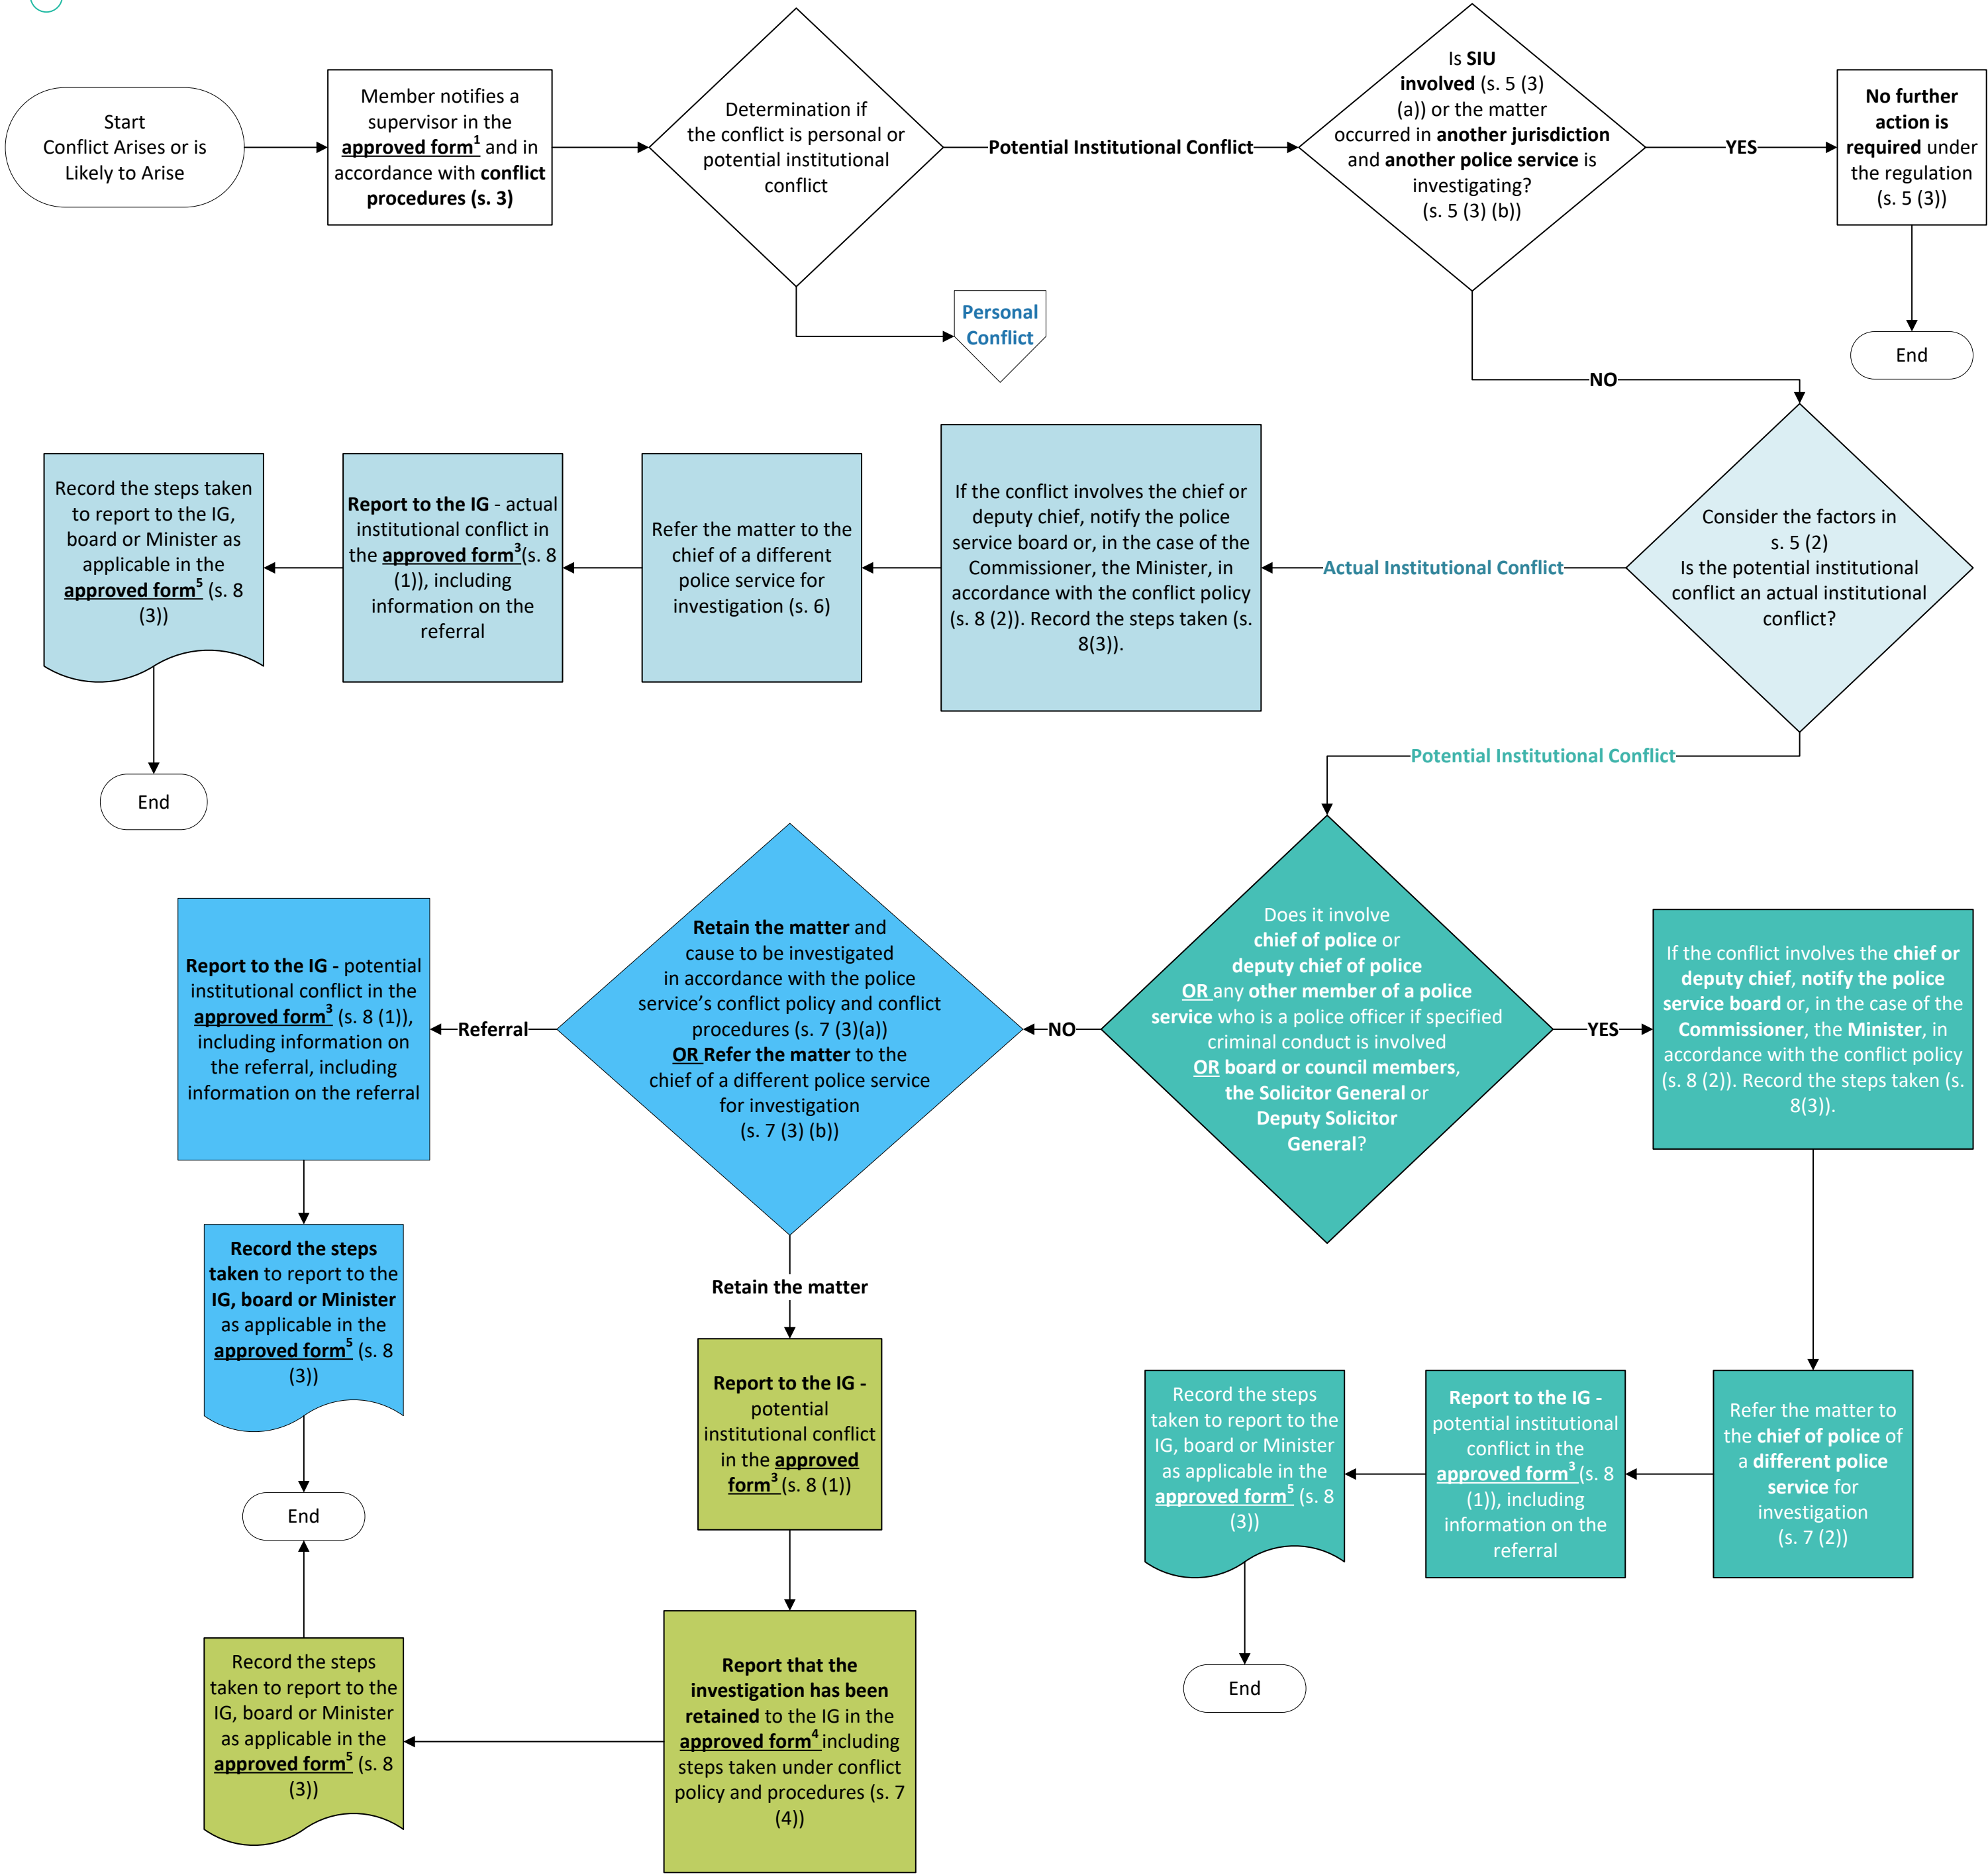 Start
Conflict Arises or is
Likely to Arise
Member notifies a
supervisor in the
approved form1 and in
accordance with conflict
procedures (s. 3)
Determination if
the conflict is personal or
potential institutional
conflict
Potential Institutional Conflict
Is SIU
involved (s. 5 (3)
(a)) or the matter
occurred in another jurisdiction
and another police service is
investigating?
(s. 5 (3) (b))
YES
No further
action is
required under
the regulation
(s. 5 (3))
End
Personal
Conflict
NO
Consider the factors in
s. 5 (2)
Is the potential institutional
conflict an actual institutional
conflict?
Actual Institutional Conflict
If the conflict involves the chief or
deputy chief, notify the police
service board or, in the case of the
Commissioner, the Minister, in
accordance with the conflict policy
(s. 8 (2)). Record the steps taken (s.
8(3)).
Refer the matter to the
chief of a different
police service for
investigation (s. 6)
Report to the IG - actual
institutional conflict in
the approved form3(s. 8
(1)), including
information on the
referral
Record the steps taken
to report to the IG,
board or Minister as
applicable in the
approved form5 (s. 8
(3))
End
Potential Institutional Conflict
Does it involve
chief of police or
deputy chief of police
OR any other member of a police
service who is a police officer if specified
criminal conduct is involved
OR board or council members,
the Solicitor General or
Deputy Solicitor
General?
YES
If the conflict involves the chief or
deputy chief, notify the police
service board or, in the case of the
Commissioner, the Minister, in
accordance with the conflict policy
(s. 8 (2)). Record the steps taken (s.
8(3)).
Refer the matter to
the chief of police of
a different police
service for
investigation
(s. 7 (2))
Report to the IG -
potential institutional
conflict in the
approved form3 (s. 8
(1)), including
information on the
referral
Record the steps
taken to report to the
IG, board or Minister
as applicable in the
approved form5 (s. 8
(3))
End
NO
Retain the matter and
cause to be investigated
in accordance with the police
service’s conflict policy and conflict
procedures (s. 7 (3)(a))
OR Refer the matter to the
chief of a different police service
for investigation
(s. 7 (3) (b))
Referral
Report to the IG - potential
institutional conflict in the
approved form3 (s. 8 (1)),
including information on
the referral, including
information on the referral
Record the steps
taken to report to the
IG, board or Minister
as applicable in the
approved form5 (s. 8
(3))
End
Retain the matter
Report to the IG -
potential
institutional conflict
in the approved
form3 (s. 8 (1))
Report that the
investigation has been
retained to the IG in the
approved form4 including
steps taken under conflict
policy and procedures (s. 7
(4))
Record the steps
taken to report to the
IG, board or Minister
as applicable in the
approved form5 (s. 8
(3))